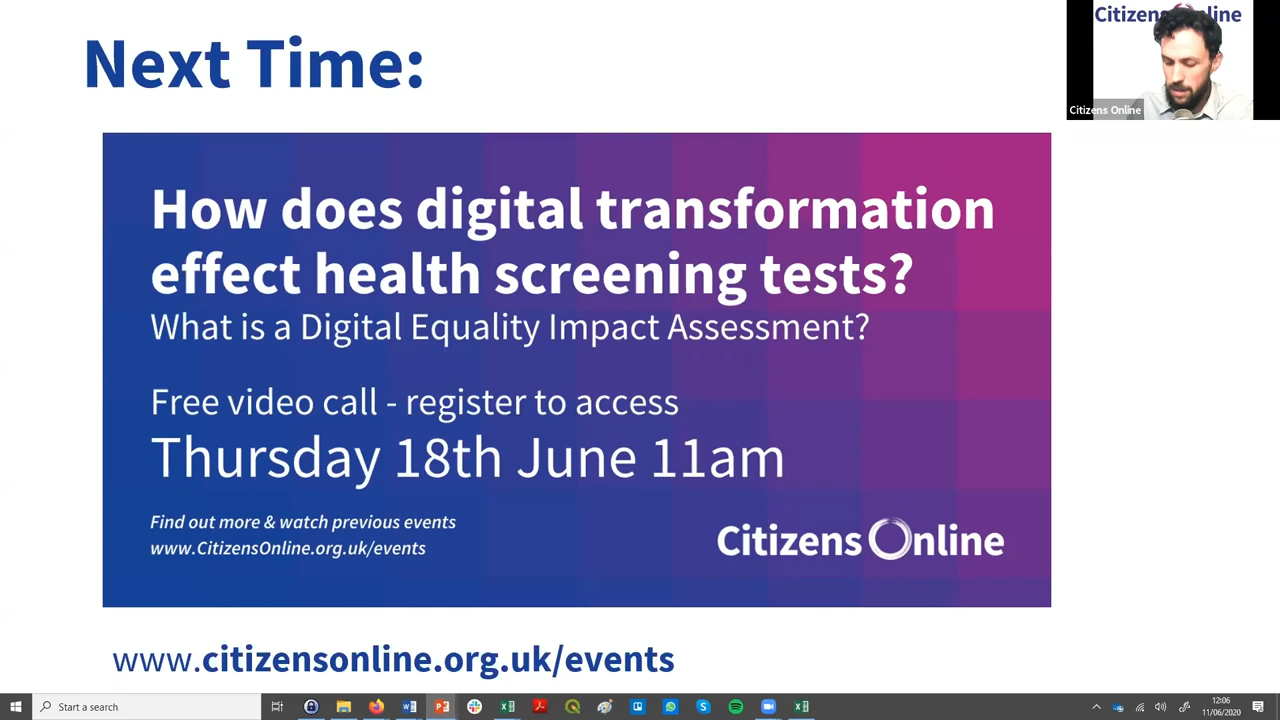 Next Time:
Citizens Online
How does digital transformation
effect health screening tests?
What is a Digital Equality Impact Assessment?
Free video call - register to access
Thursday 18th June 11am
Find out more & watch previous events
www.CitizensOnline.org.uk/events
Citizens Online
www.citizensonline.org.uk/events
Start a search
12:06
11/06/2020